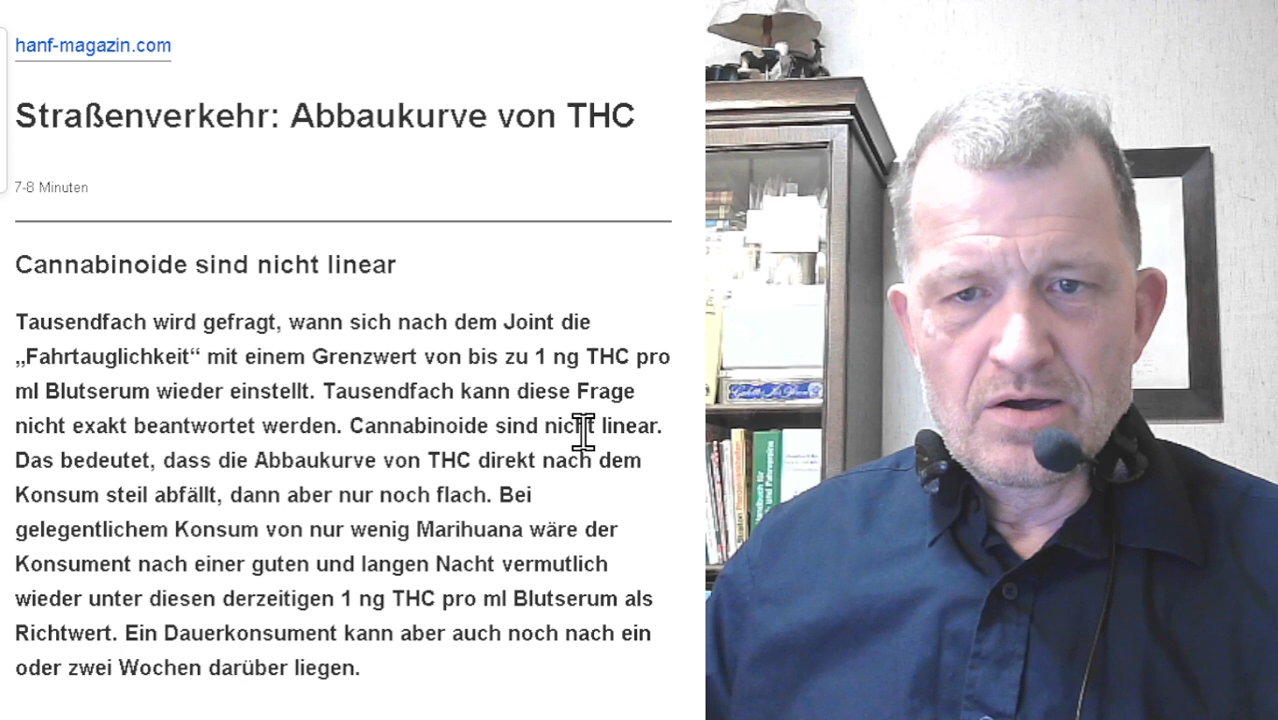 hanf-magazin.com
Straßenverkehr: Abbaukurve von THC
7-8 Minuten
Cannabinoide sind nicht linear
Tausendfach wird gefragt, wann sich nach dem Joint die
„Fahrtauglichkeit“ mit einem Grenzwert von bis zu 1 ng THC pro
ml Blutserum wieder einstellt. Tausendfach kann diese Frage
nicht exakt beantwortet werden. Cannabinoide sind nicht linear.
Das bedeutet, dass die Abbaukurve von THC direkt nach dem
Konsum steil abfällt, dann aber nur noch flach. Bei
gelegentlichem Konsum von nur wenig Marihuana wäre der
Konsument nach einer guten und langen Nacht vermutlich
wieder unter diesen derzeitigen 1 ng THC pro ml Blutserum als
Richtwert. Ein Dauerkonsument kann aber auch noch nach ein
oder zwei Wochen darüber liegen.
Handbuch für